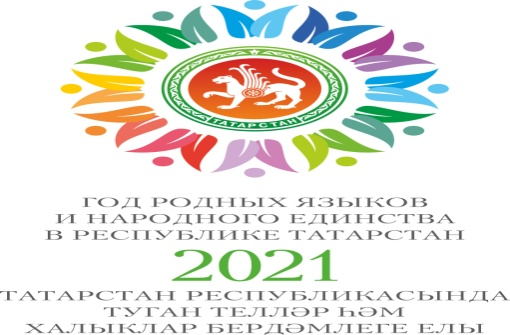 ТАТАРСТАН
ГОД РОДНЫХ ЯЗЫКОВ
И НАРОДНОГО ЕДИНСТВА
В РЕСПУБЛИКЕ ТАТАРСТАН
2021
ТАТАРСТАН РЕСПУБЛИКАСЫНДА
ТУГАН ТЕЛЛӘР ҺӘМ
ХАЛЫКЛАР БЕРДӘМЛЕГЕ ЕЛЫ